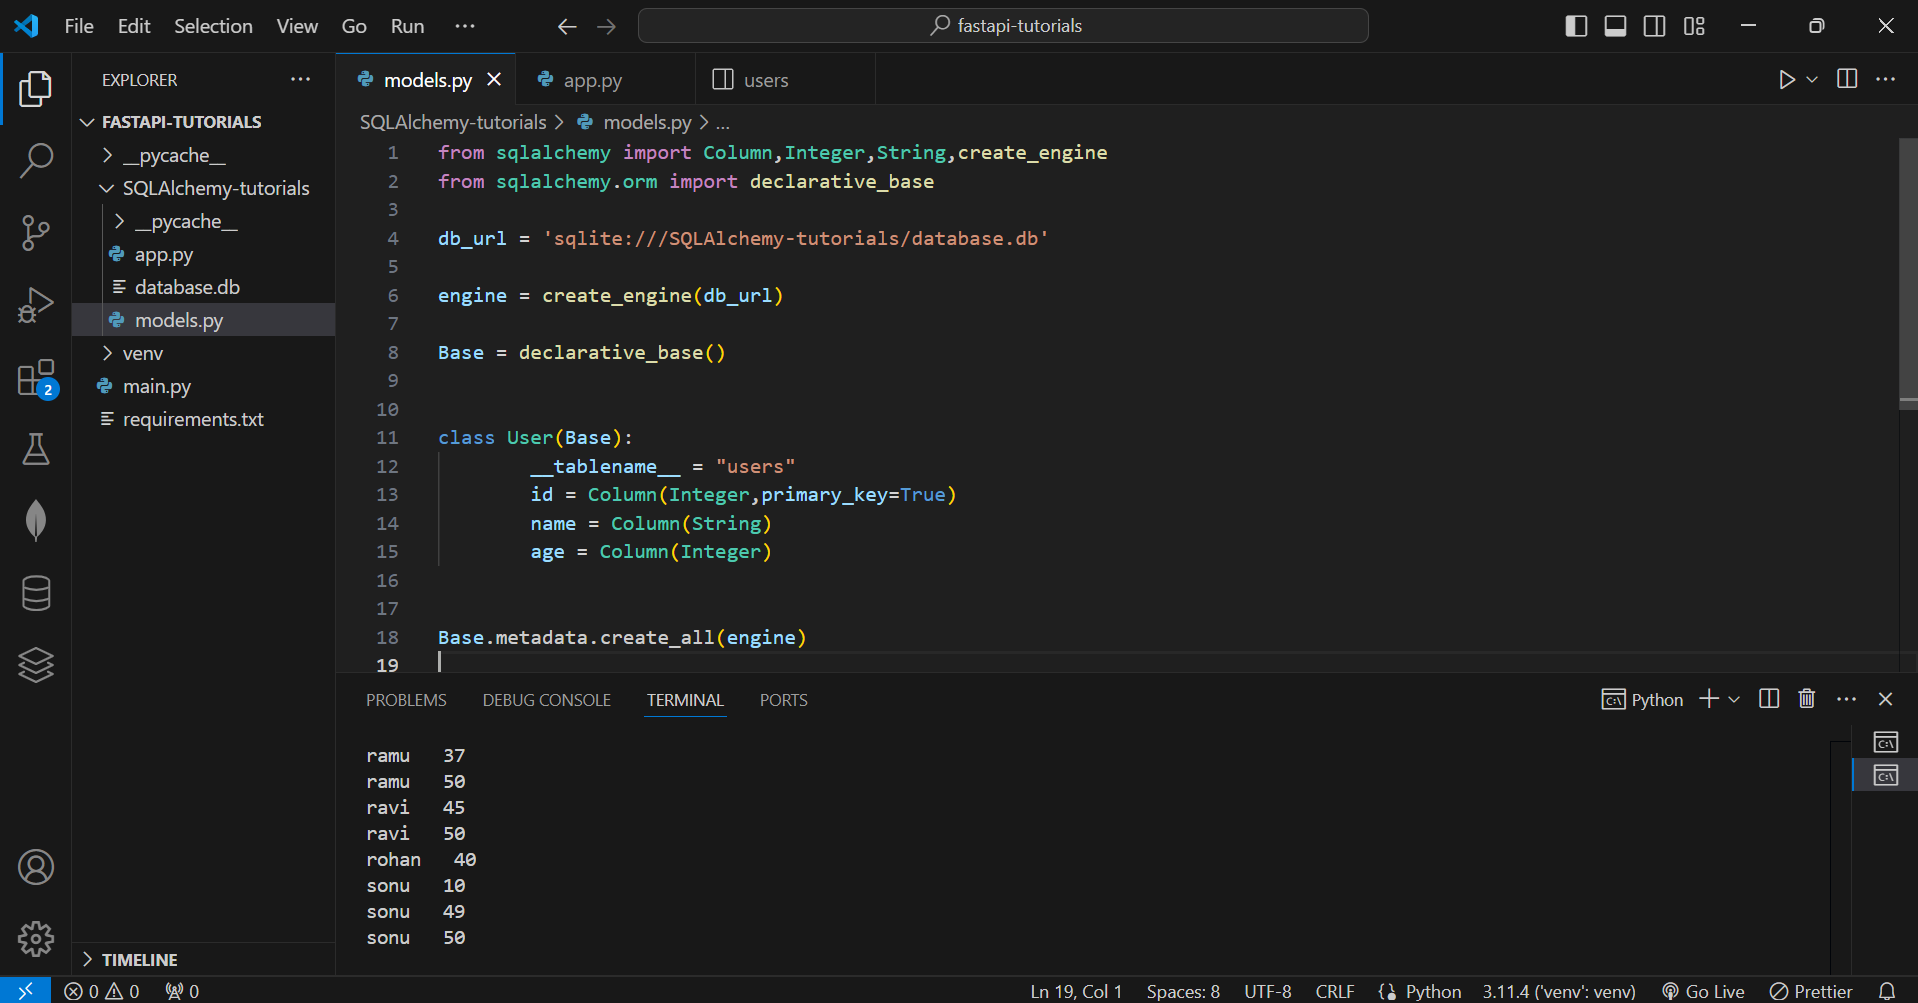 File Edit Selection View Go Run ···
fastapi-tutorials
EXPLORER ···
FASTAPI-TUTORIALS
__pycache__
SQLAlchemy-tutorials
__pycache__
app.py
database.db
models.py
venv
main.py
requirements.txt
TIMELINE
2
models.py
app.py
users
SQLAlchemy-tutorials > models.py > ...
1 from sqlalchemy import Column,Integer,String,create_engine
2 from sqlalchemy.orm import declarative_base
3
4 db_url = 'sqlite:///SQLAlchemy-tutorials/database.db'
5
6 engine = create_engine(db_url)
7
8 Base = declarative_base()
9
10
11 class User(Base):
12 __tablename__ = "users"
13 id = Column(Integer,primary_key=True)
14 name = Column(String)
15 age = Column(Integer)
16
17
18 Base.metadata.create_all(engine)
19
PROBLEMS DEBUG CONSOLE TERMINAL PORTS
Python
ramu 37
ramu 50
ravi 45
ravi 50
rohan 40
sonu 10
sonu 49
sonu 50
0 0 0
Ln 19, Col 1 Spaces: 8 UTF-8 CRLF Python 3.11.4 ('venv': venv) Go Live Prettier